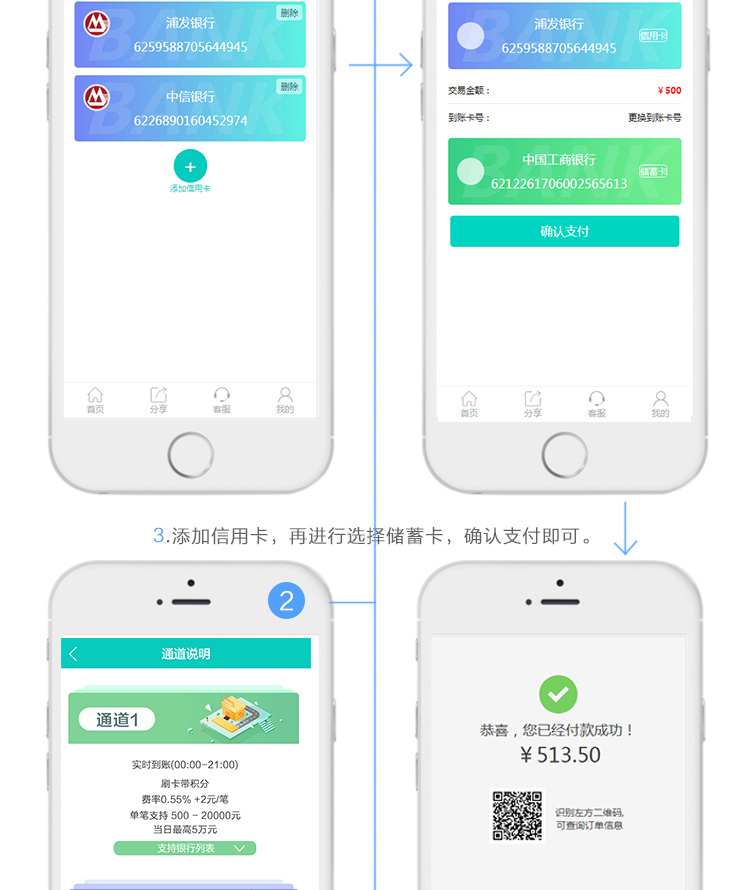 BANK
浦发银行
删除
6259588705644945
BANK
中信银行
删除
6226890160452974
+
添加信用卡
首页
分享
客服
我的
BANK
浦发银行
信用卡
6259588705644945
交易金额：
￥500
到账卡号：
更换到账卡号
BANK
中国工商银行
储蓄卡
6212261706002565613
确认支付
首页
分享
客服
我的
3.添加信用卡，再进行选择储蓄卡，确认支付即可。
2
通道说明
通道1
实时到账(00:00-21:00)
刷卡带积分
费率0.55% +2元/笔
单笔支持 500 - 20000元
当日最高5万元
支持银行列表
恭喜，您已经付款成功！
￥513.50
识别左方二维码,
可查询订单信息